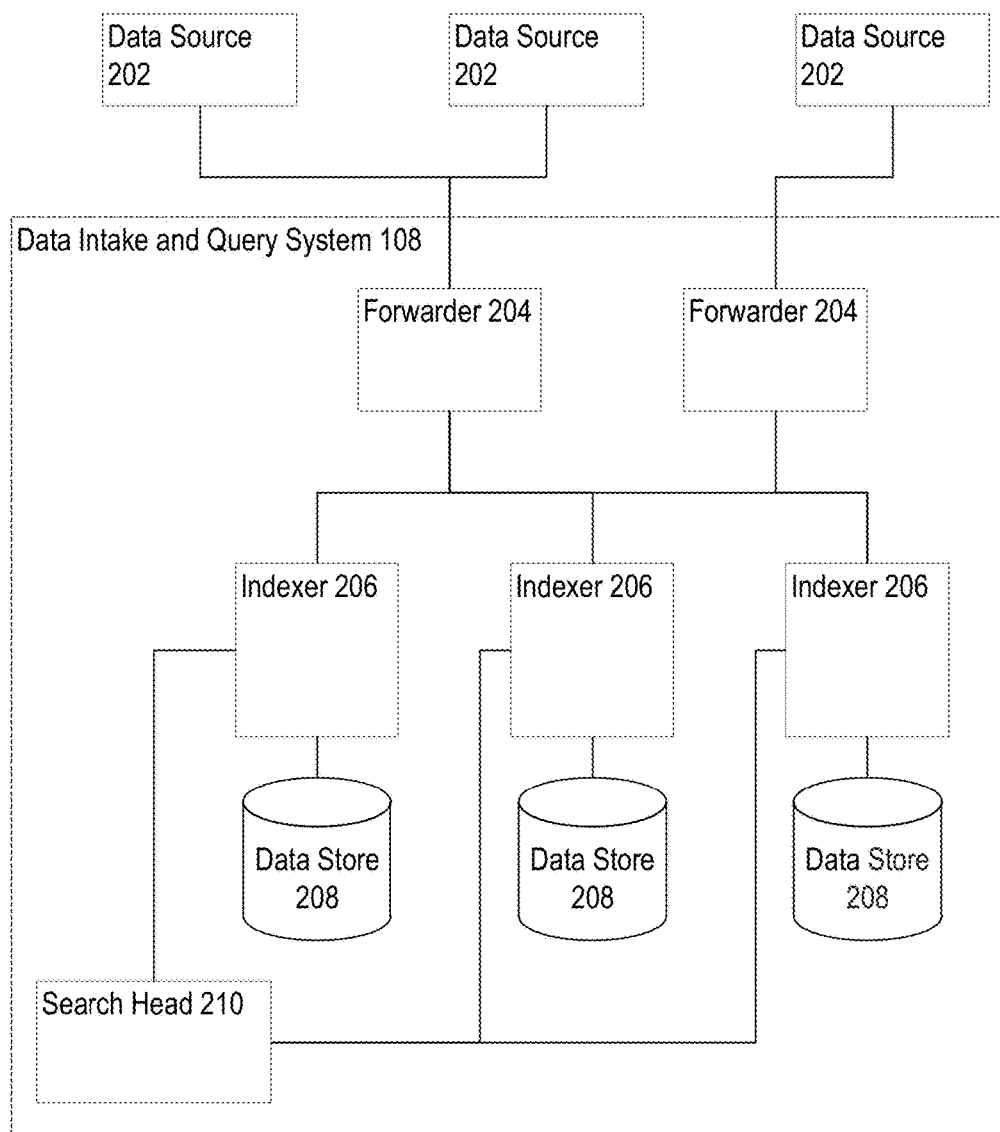 Data Source
202
Data Source
202
Data Source
202
Data Intake and Query System 108
Forwarder 204
Forwarder 204
Indexer 206
Indexer 206
Indexer 206
Data Store
208
Data Store
208
Data Store
208
Search Head 210